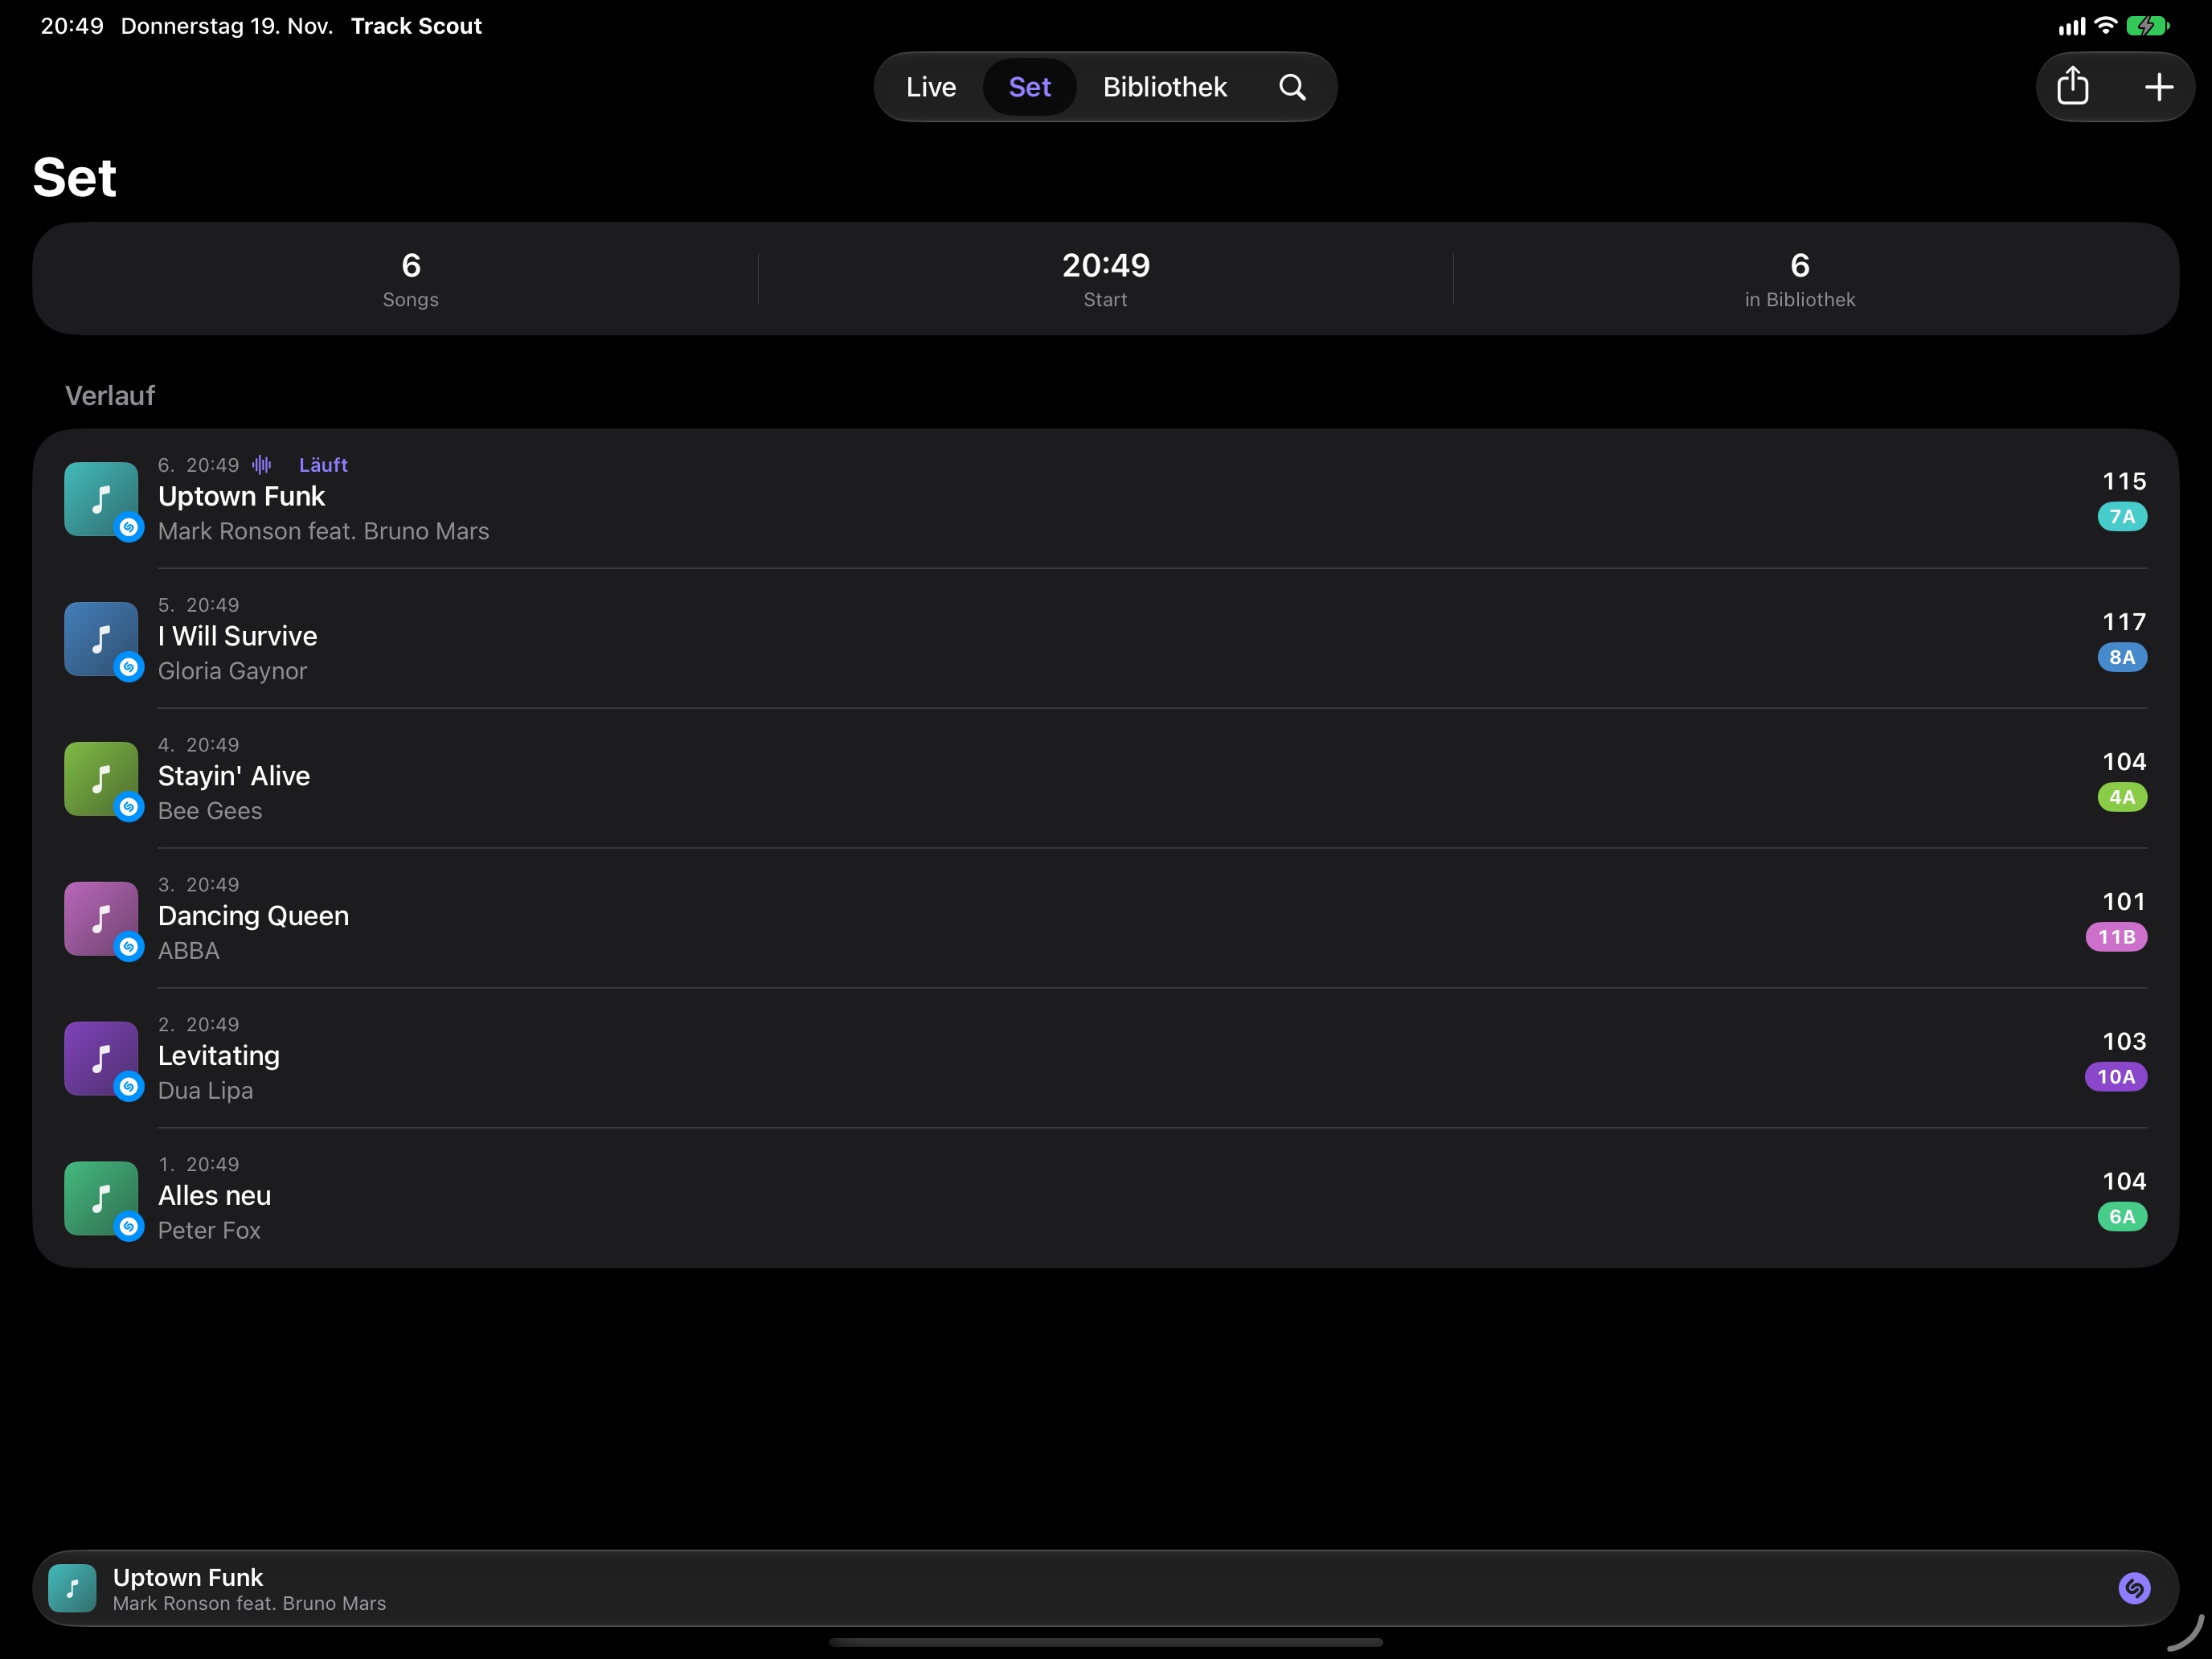 20:49 Donnerstag 19. Nov. Track Scout
Live Set Bibliothek
Set
6 20:49 6
Songs Start in Bibliothek
Verlauf
6. 20:49 Läuft
Uptown Funk
Mark Ronson feat. Bruno Mars
115
7A
5. 20:49
I Will Survive
Gloria Gaynor
117
8A
4. 20:49
Stayin' Alive
Bee Gees
104
4A
3. 20:49
Dancing Queen
ABBA
101
11B
2. 20:49
Levitating
Dua Lipa
103
10A
1. 20:49
Alles neu
Peter Fox
104
6A
Uptown Funk
Mark Ronson feat. Bruno Mars